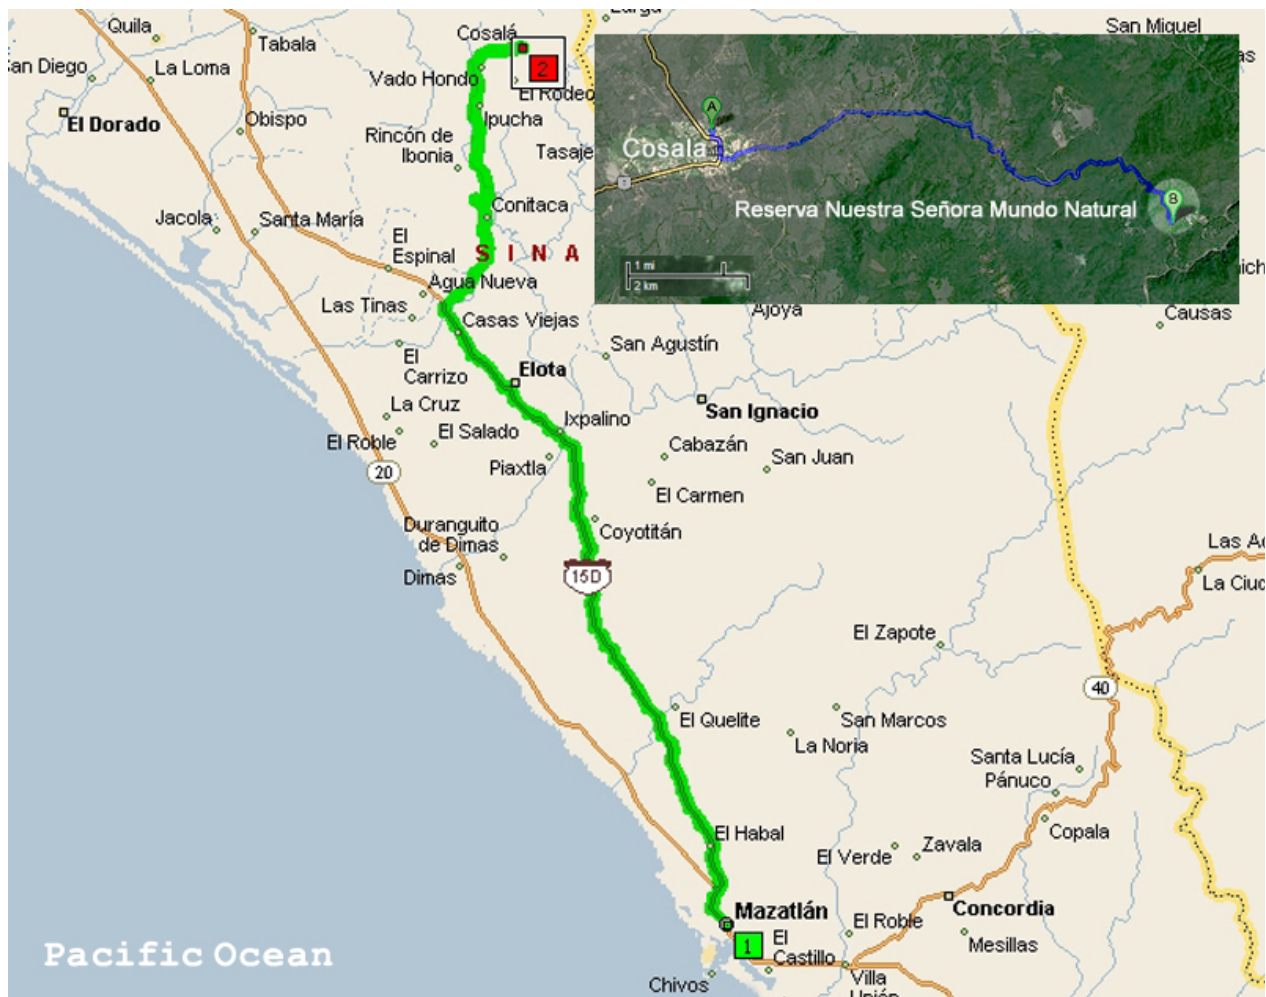 Quila
Tabala
San Diego
La Loma
El Dorado
Obispo
Cosalá
2
Vado Hondo
El Rodeo
Ipucha
Rincón de
Ibonia
Tasaje
San Miguel
A
Cosala
B
Reserva Nuestra Señora Mundo Natural
1 mi
2 km
Jacola
Santa María
Conitaca
El
Espinal
S I N A
Agua Nueva
Las Tinas
Casas Viejas
Ajoya
Causas
San Agustín
El
Carrizo
Elota
San Ignacio
La Cruz
Ixpalino
El Roble
El Salado
Cabazán
San Juan
20
Piaxtla
El Carmen
Duranguito
de Dimas
Coyotitán
Dimas
15D
La Ciud
El Zapote
40
El Quelite
San Marcos
La Noria
Santa Lucía
Pánuco
El Habal
Copala
El Verde
Zavala
Mazatlán
Concordia
1
El
Castillo
El Roble
Mesillas
Pacific Ocean
Chivos
Villa
Unión